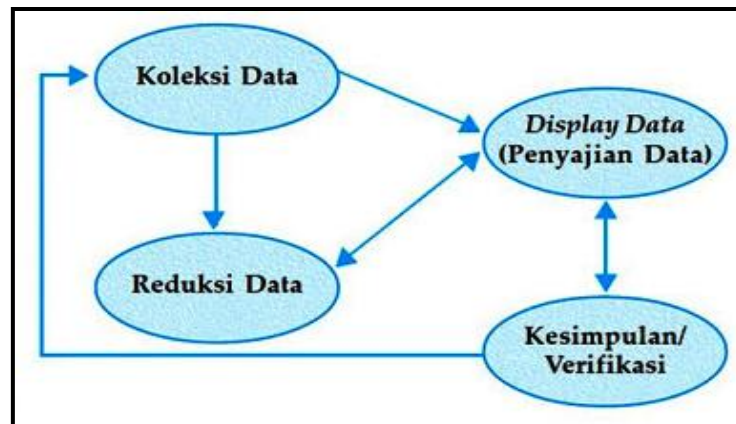 Koleksi Data
Display Data
(Penyajian Data)
Reduksi Data
Kesimpulan/
Verifikasi